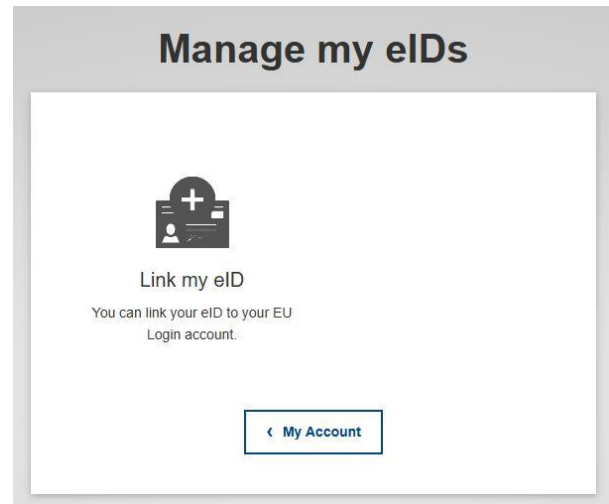 Manage my eIDs
Link my eID
You can link your eID to your EU
Login account.
‹ My Account